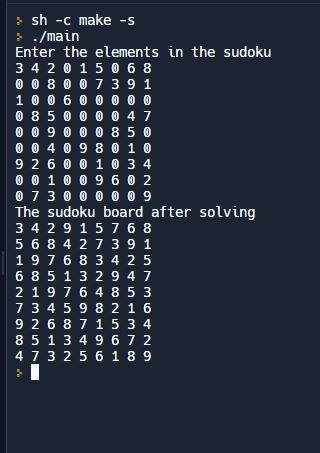 > sh -c make -s
> ./main
Enter the elements in the sudoku
3 4 2 0 1 5 0 6 8
0 0 8 0 0 7 3 9 1
1 0 0 6 0 0 0 0 0
0 8 5 0 0 0 0 4 7
0 0 9 0 0 0 8 5 0
0 0 4 0 9 8 0 1 0
9 2 6 0 0 1 0 3 4
0 0 1 0 0 9 6 0 2
0 7 3 0 0 0 0 0 9
The sudoku board after solving
3 4 2 9 1 5 7 6 8
5 6 8 4 2 7 3 9 1
1 9 7 6 8 3 4 2 5
6 8 5 1 3 2 9 4 7
2 1 9 7 6 4 8 5 3
7 3 4 5 9 8 2 1 6
9 2 6 8 7 1 5 3 4
8 5 1 3 4 9 6 7 2
4 7 3 2 5 6 1 8 9
>